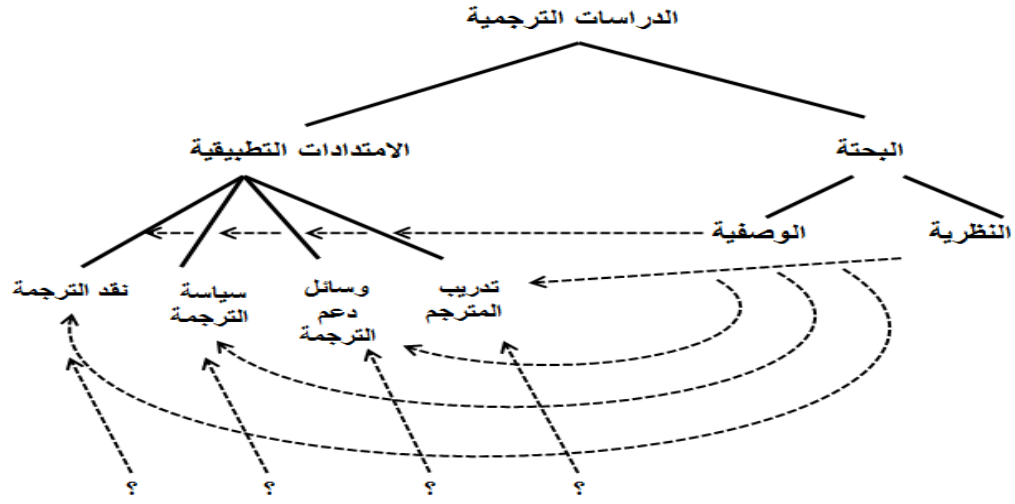 الدراسات الترجمية
البحتة
الامتدادات التطبيقية
النظرية
الوصفية
تدريب
المترجم
وسائل
دعم
الترجمة
سياسة
الترجمة
نقد الترجمة
؟
؟
؟
؟